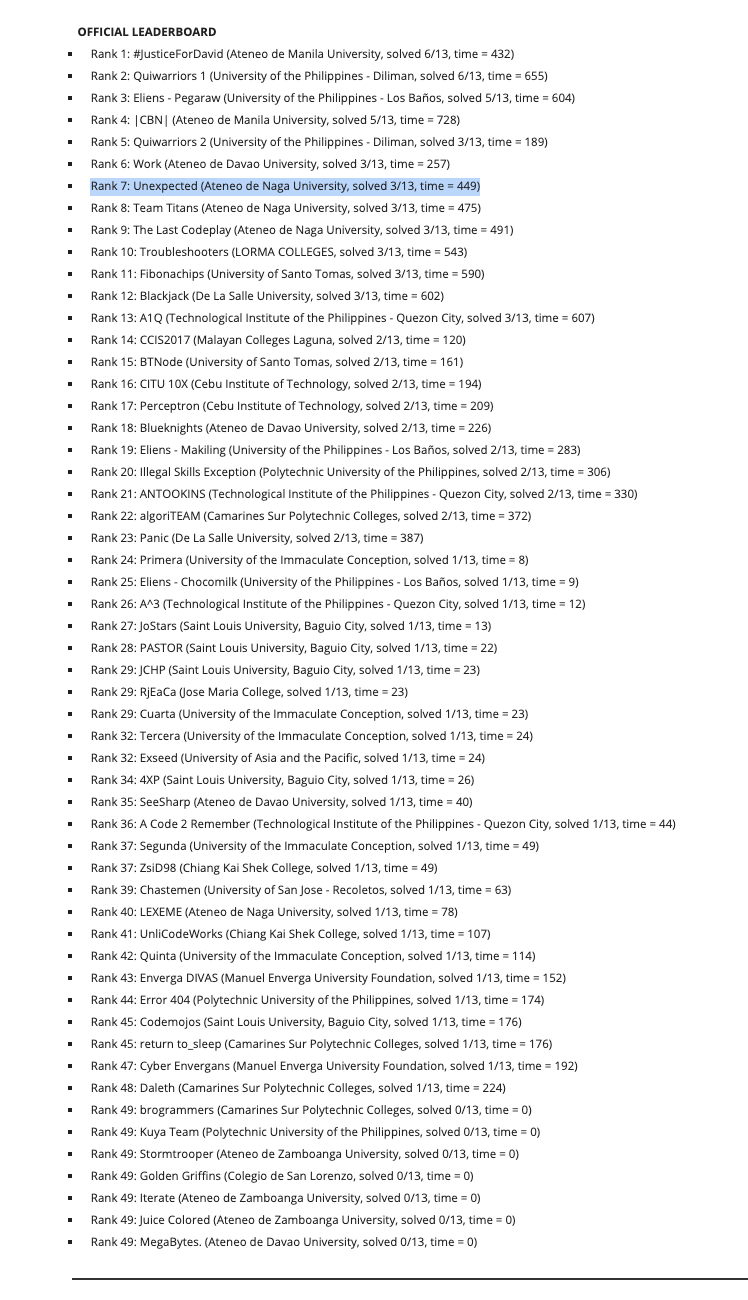 OFFICIAL LEADERBOARD
Rank 1: #JusticeForDavid (Ateneo de Manila University, solved 6/13, time = 432)
Rank 2: Quiwarriors 1 (University of the Philippines - Diliman, solved 6/13, time = 655)
Rank 3: Eliens - Pegaraw (University of the Philippines - Los Baños, solved 5/13, time = 604)
Rank 4: |CBN| (Ateneo de Manila University, solved 5/13, time = 728)
Rank 5: Quiwarriors 2 (University of the Philippines - Diliman, solved 3/13, time = 189)
Rank 6: Work (Ateneo de Davao University, solved 3/13, time = 257)
Rank 7: Unexpected (Ateneo de Naga University, solved 3/13, time = 449)
Rank 8: Team Titans (Ateneo de Naga University, solved 3/13, time = 475)
Rank 9: The Last Codeplay (Ateneo de Naga University, solved 3/13, time = 491)
Rank 10: Troubleshooters (LORMA COLLEGES, solved 3/13, time = 543)
Rank 11: Fibonachips (University of Santo Tomas, solved 3/13, time = 590)
Rank 12: Blackjack (De La Salle University, solved 3/13, time = 602)
Rank 13: A1Q (Technological Institute of the Philippines - Quezon City, solved 3/13, time = 607)
Rank 14: CCIS2017 (Malayan Colleges Laguna, solved 2/13, time = 120)
Rank 15: BTNode (University of Santo Tomas, solved 2/13, time = 161)
Rank 16: CITU 10X (Cebu Institute of Technology, solved 2/13, time = 194)
Rank 17: Perceptron (Cebu Institute of Technology, solved 2/13, time = 209)
Rank 18: Blueknights (Ateneo de Davao University, solved 2/13, time = 226)
Rank 19: Eliens - Makiling (University of the Philippines - Los Baños, solved 2/13, time = 283)
Rank 20: Illegal Skills Exception (Polytechnic University of the Philippines, solved 2/13, time = 306)
Rank 21: ANTOOKINS (Technological Institute of the Philippines - Quezon City, solved 2/13, time = 330)
Rank 22: algoriTEAM (Camarines Sur Polytechnic Colleges, solved 2/13, time = 372)
Rank 23: Panic (De La Salle University, solved 2/13, time = 387)
Rank 24: Primera (University of the Immaculate Conception, solved 1/13, time = 8)
Rank 25: Eliens - Chocomilk (University of the Philippines - Los Baños, solved 1/13, time = 9)
Rank 26: A^3 (Technological Institute of the Philippines - Quezon City, solved 1/13, time = 12)
Rank 27: JoStars (Saint Louis University, Baguio City, solved 1/13, time = 13)
Rank 28: PASTOR (Saint Louis University, Baguio City, solved 1/13, time = 22)
Rank 29: JCHP (Saint Louis University, Baguio City, solved 1/13, time = 23)
Rank 29: RjEaCa (Jose Maria College, solved 1/13, time = 23)
Rank 29: Cuarta (University of the Immaculate Conception, solved 1/13, time = 23)
Rank 32: Tercera (University of the Immaculate Conception, solved 1/13, time = 24)
Rank 32: Exseed (University of Asia and the Pacific, solved 1/13, time = 24)
Rank 34: 4XP (Saint Louis University, Baguio City, solved 1/13, time = 26)
Rank 35: SeeSharp (Ateneo de Davao University, solved 1/13, time = 40)
Rank 36: A Code 2 Remember (Technological Institute of the Philippines - Quezon City, solved 1/13, time = 44)
Rank 37: Segunda (University of the Immaculate Conception, solved 1/13, time = 49)
Rank 37: ZsiD98 (Chiang Kai Shek College, solved 1/13, time = 49)
Rank 39: Chastemen (University of San Jose - Recoletos, solved 1/13, time = 63)
Rank 40: LEXEME (Ateneo de Naga University, solved 1/13, time = 78)
Rank 41: UnliCodeWorks (Chiang Kai Shek College, solved 1/13, time = 107)
Rank 42: Quinta (University of the Immaculate Conception, solved 1/13, time = 114)
Rank 43: Enverga DIVAS (Manuel Enverga University Foundation, solved 1/13, time = 152)
Rank 44: Error 404 (Polytechnic University of the Philippines, solved 1/13, time = 174)
Rank 45: Codemojos (Saint Louis University, Baguio City, solved 1/13, time = 176)
Rank 45: return to_sleep (Camarines Sur Polytechnic Colleges, solved 1/13, time = 176)
Rank 47: Cyber Envergans (Manuel Enverga University Foundation, solved 1/13, time = 192)
Rank 48: Daleth (Camarines Sur Polytechnic Colleges, solved 1/13, time = 224)
Rank 49: brogrammers (Camarines Sur Polytechnic Colleges, solved 0/13, time = 0)
Rank 49: Kuya Team (Polytechnic University of the Philippines, solved 0/13, time = 0)
Rank 49: Stormtrooper (Ateneo de Zamboanga University, solved 0/13, time = 0)
Rank 49: Golden Griffins (Colegio de San Lorenzo, solved 0/13, time = 0)
Rank 49: Iterate (Ateneo de Zamboanga University, solved 0/13, time = 0)
Rank 49: Juice Colored (Ateneo de Zamboanga University, solved 0/13, time = 0)
Rank 49: MegaBytes. (Ateneo de Davao University, solved 0/13, time = 0)